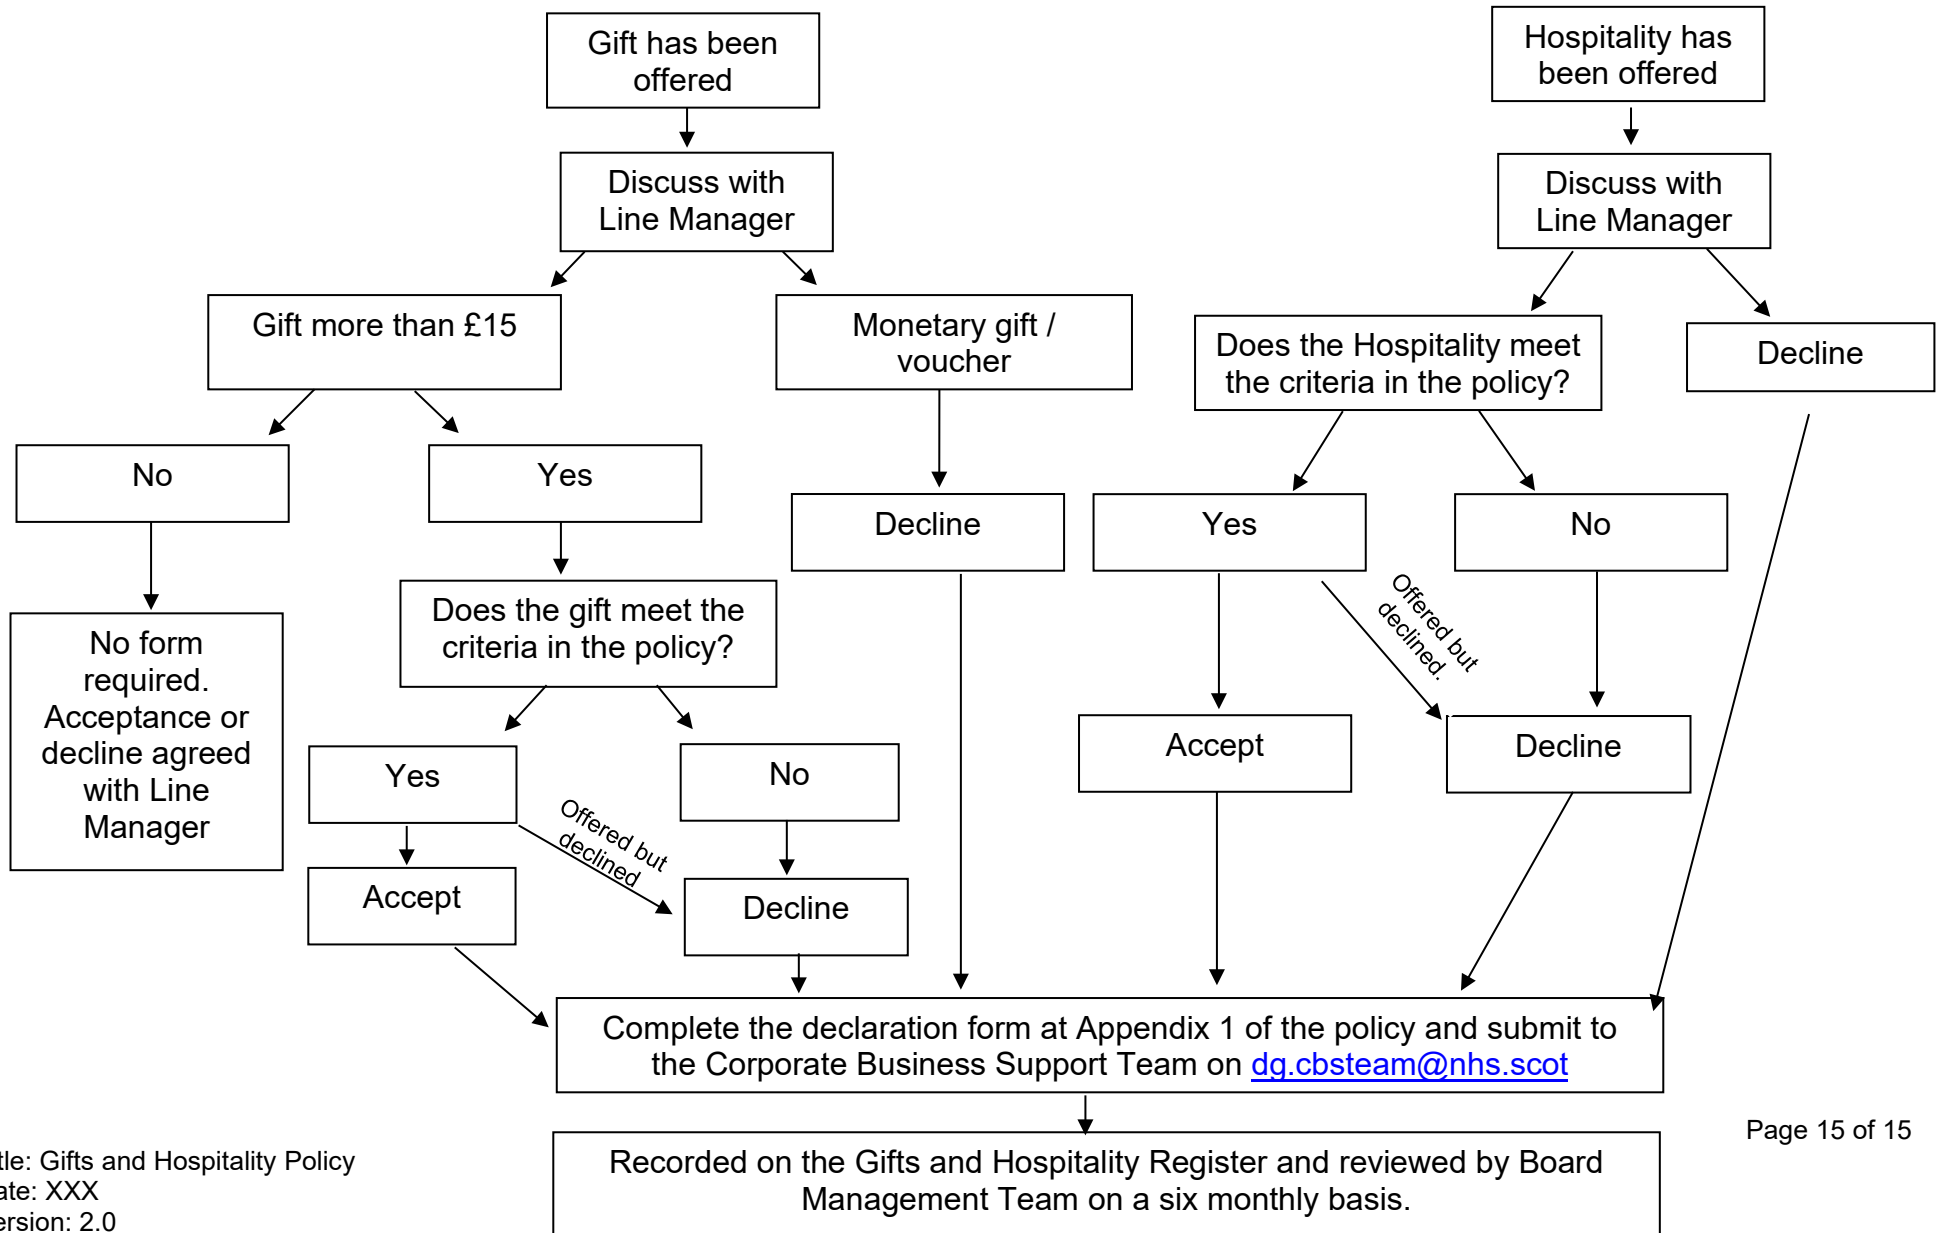 Gift has been
offered
Hospitality has
been offered
Discuss with
Line Manager
Discuss with
Line Manager
Gift more than £15
Monetary gift /
voucher
Does the Hospitality meet
the criteria in the policy?
Decline
No
Yes
Decline
Yes
No
Offered but
declined.
No form
required.
Acceptance or
decline agreed
with Line
Manager
Does the gift meet the
criteria in the policy?
Accept
Decline
Yes
No
Offered but
declined
Accept
Decline
Complete the declaration form at Appendix 1 of the policy and submit to
the Corporate Business Support Team on dg.cbsteam@nhs.scot
Recorded on the Gifts and Hospitality Register and reviewed by Board
Management Team on a six monthly basis.
Page 15 of 15
tle: Gifts and Hospitality Policy
ate: XXX
ersion: 2.0